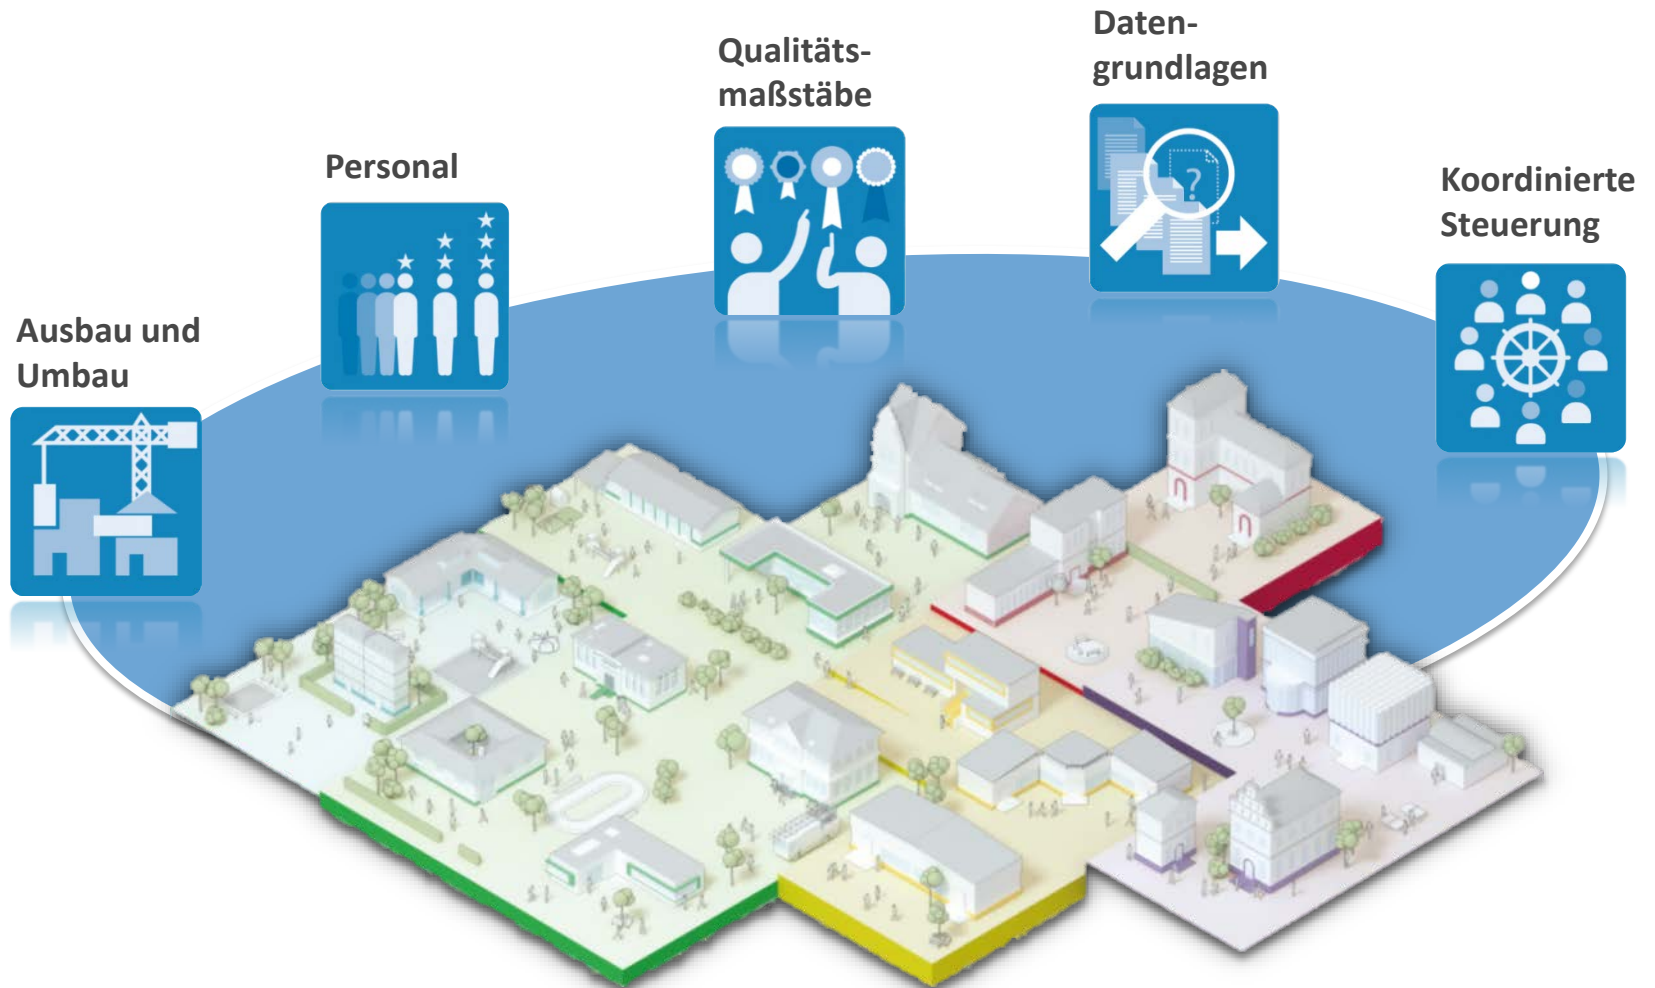 Ausbau und
Umbau
Personal
Qualitäts-
maßstäbe
Daten-
grundlagen
?
Koordinierte
Steuerung